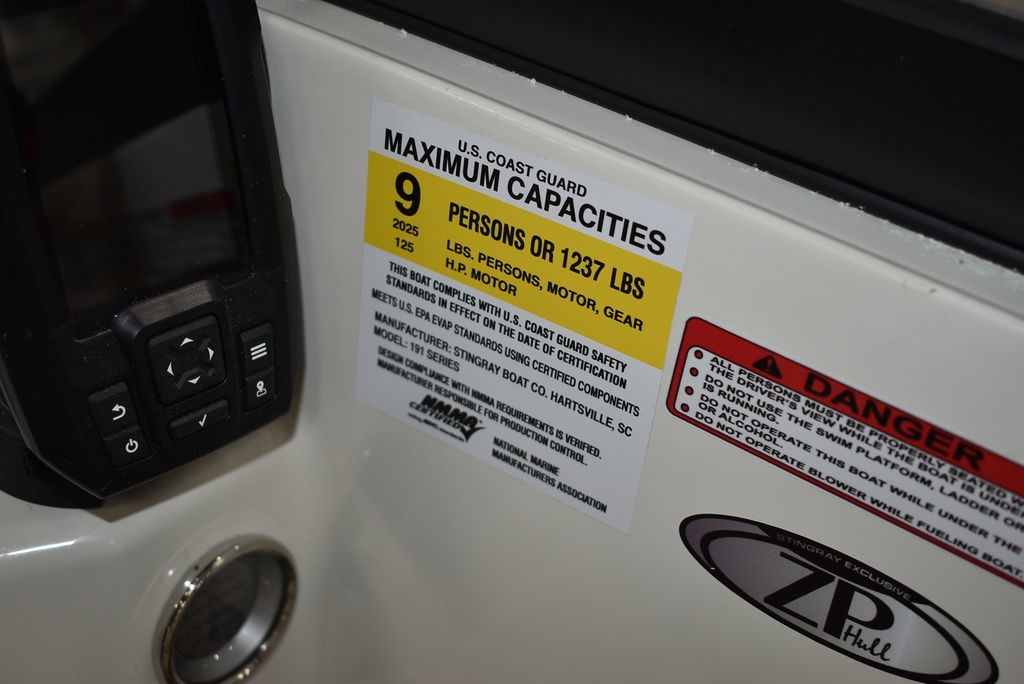 U.S. COAST GUARD
MAXIMUM CAPACITIES
9 PERSONS OR 1237 LBS
2025 LBS. PERSONS, MOTOR, GEAR
125 H.P. MOTOR
THIS BOAT COMPLIES WITH U.S. COAST GUARD SAFETY
STANDARDS IN EFFECT ON THE DATE OF CERTIFICATION
MEETS U.S. EPA EVAP STANDARDS USING CERTIFIED COMPONENTS
MANUFACTURER: STINGRAY BOAT CO. HARTSVILLE, SC
MODEL: 191 SERIES
DESIGN COMPLIANCE WITH NMMA REQUIREMENTS IS VERIFIED.
MANUFACTURER RESPONSIBLE FOR PRODUCTION CONTROL.
NMMA
CERTIFIED
NATIONAL MARINE
MANUFACTURERS ASSOCIATION
DANGER
ALL PERSONS MUST BE PROPERLY SEATED
THE DRIVER'S VIEW WHILE THE BOAT IS
DO NOT USE THE SWIM PLATFORM, LADDER OR
IS RUNNING.
DO NOT OPERATE THIS BOAT WHILE UNDER THE
OR ALCOHOL.
DO NOT OPERATE BLOWER WHILE FUELING BOAT.
STINGRAY EXCLUSIVE
ZP
Hull